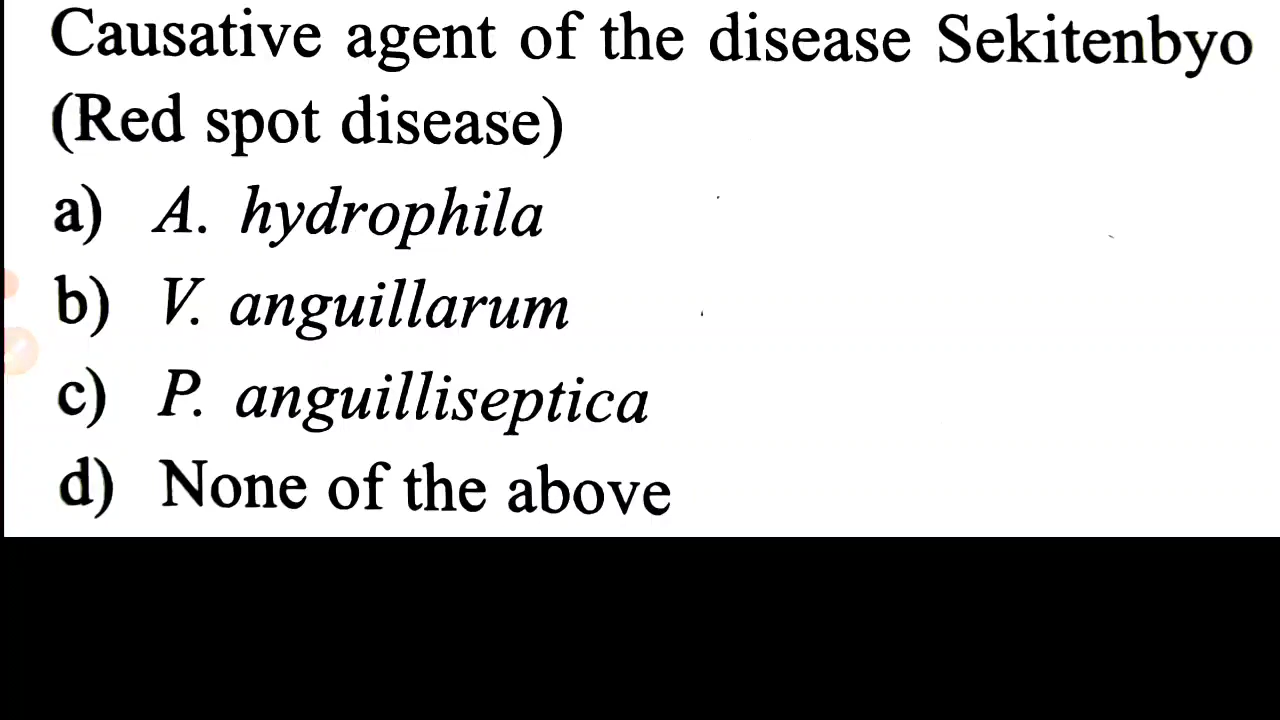 Causative agent of the disease Sekitenbyo
(Red spot disease)
a) A. hydrophila
b) V. anguillarum
c) P. anguilliseptica
d) None of the above